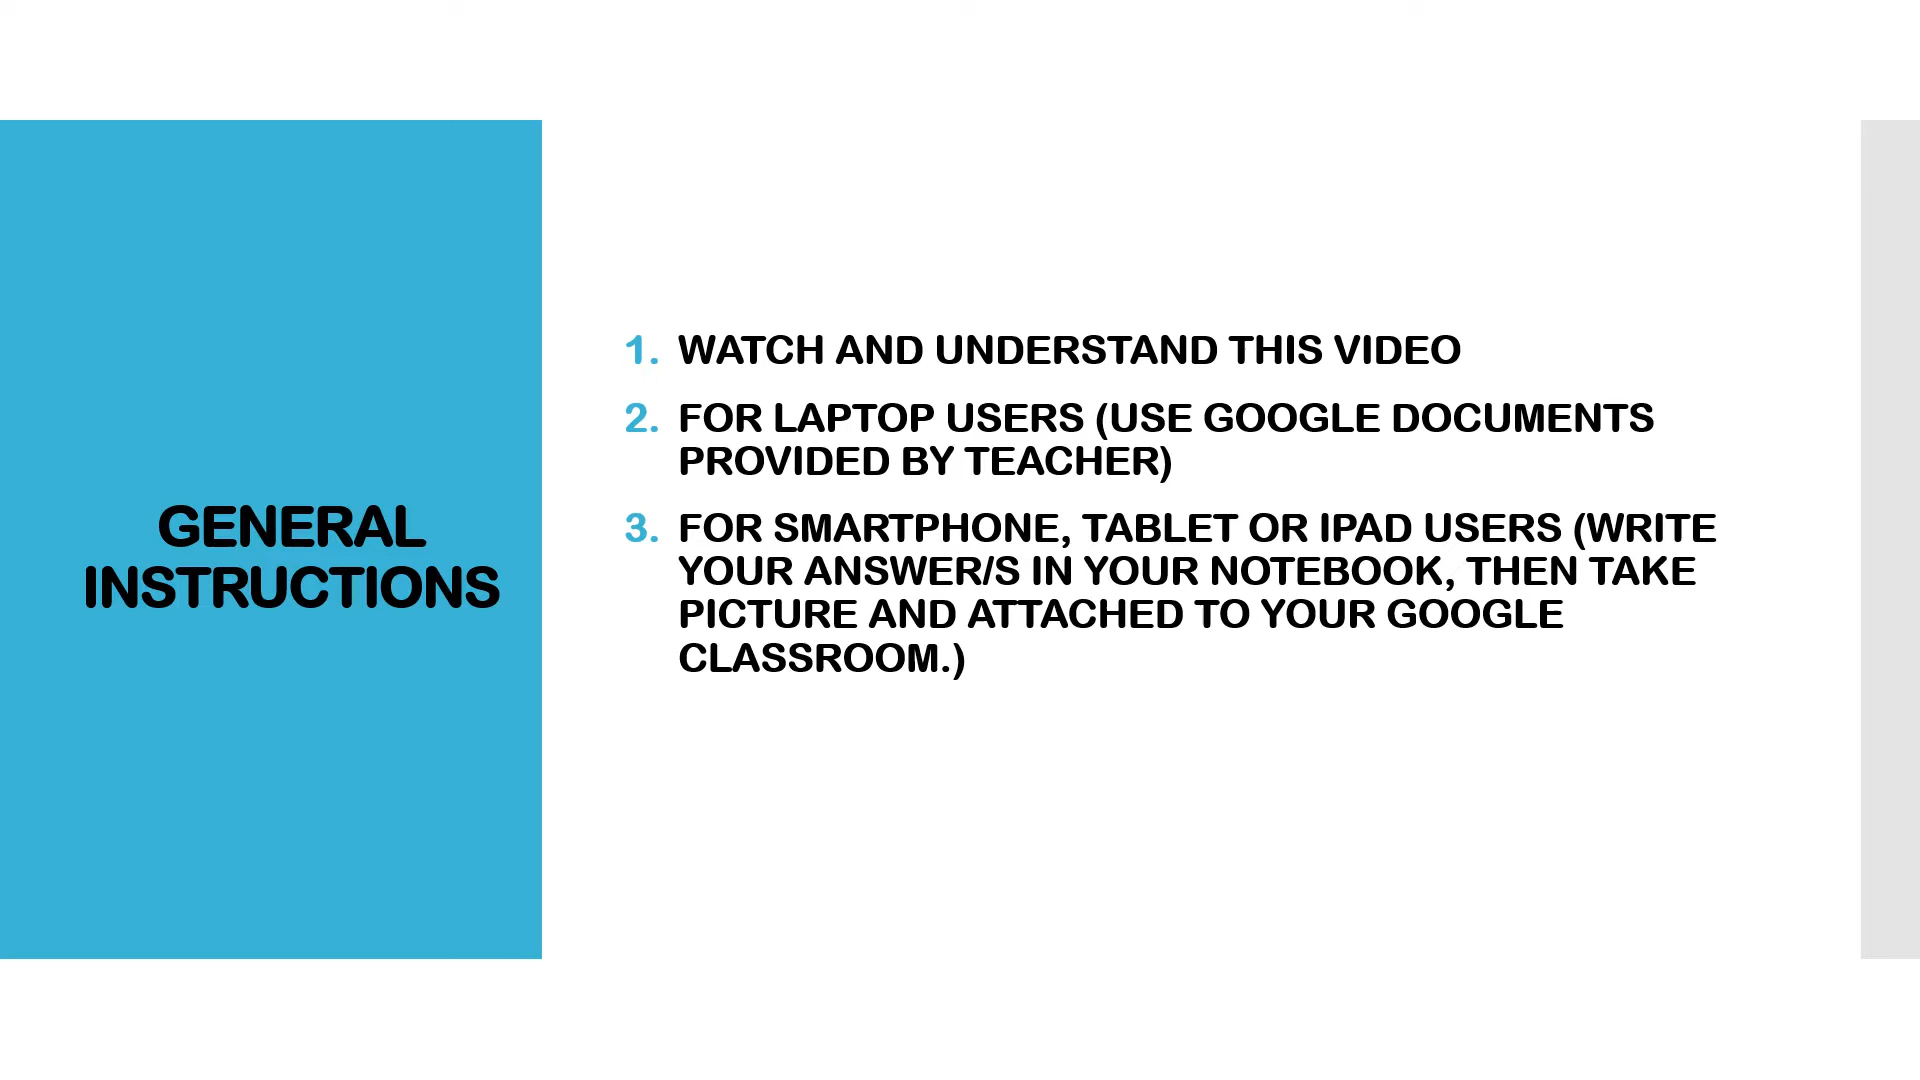 GENERAL
INSTRUCTIONS
1. WATCH AND UNDERSTAND THIS VIDEO
2. FOR LAPTOP USERS (USE GOOGLE DOCUMENTS
PROVIDED BY TEACHER)
3. FOR SMARTPHONE, TABLET OR IPAD USERS (WRITE
YOUR ANSWER/S IN YOUR NOTEBOOK, THEN TAKE
PICTURE AND ATTACHED TO YOUR GOOGLE
CLASSROOM.)